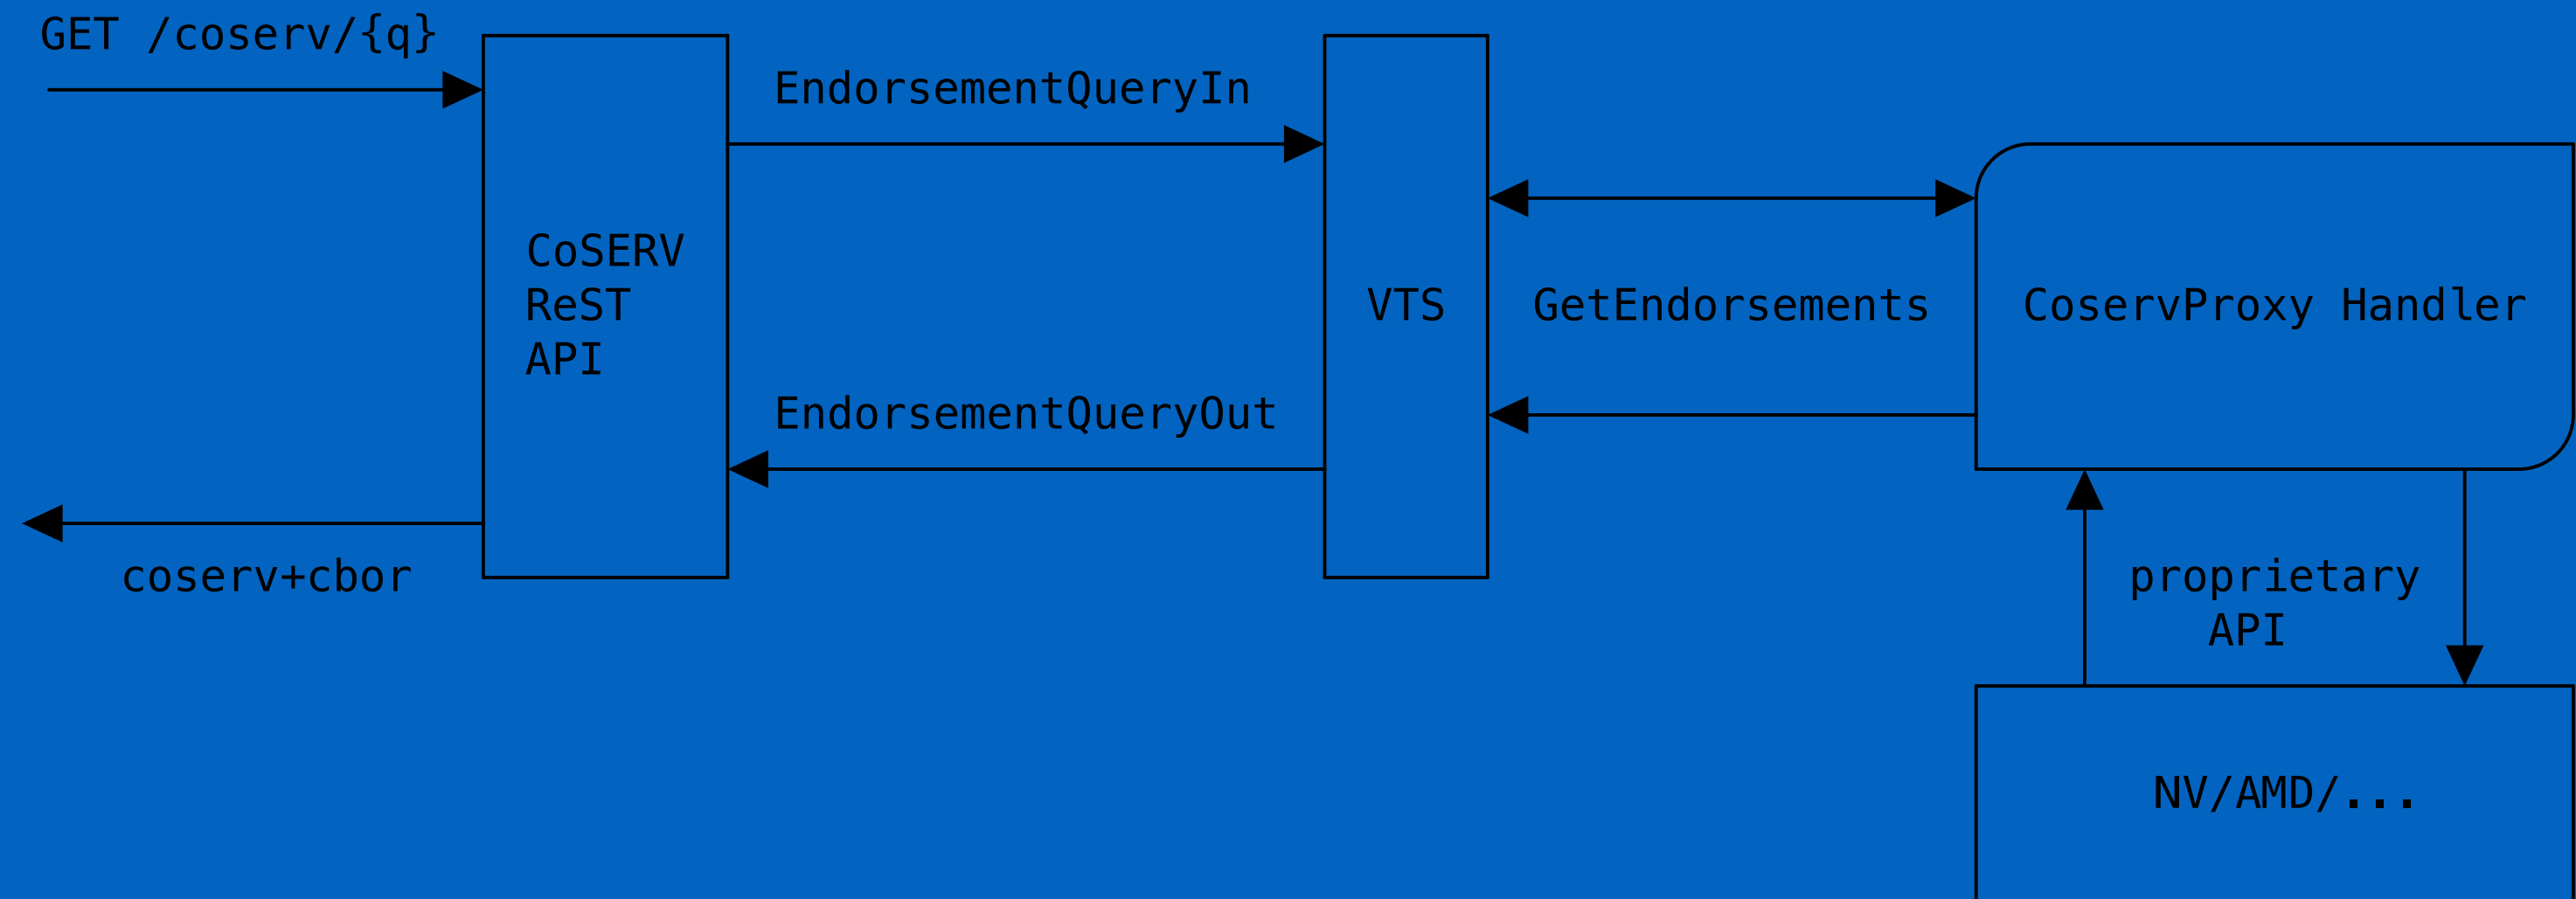 GET /coserv/{q}
EndorsementQueryIn
CoSERV
ReST
API
VTS
GetEndorsements
CoservProxy Handler
EndorsementQueryOut
coserv+cbor
proprietary
API
NV/AMD/...